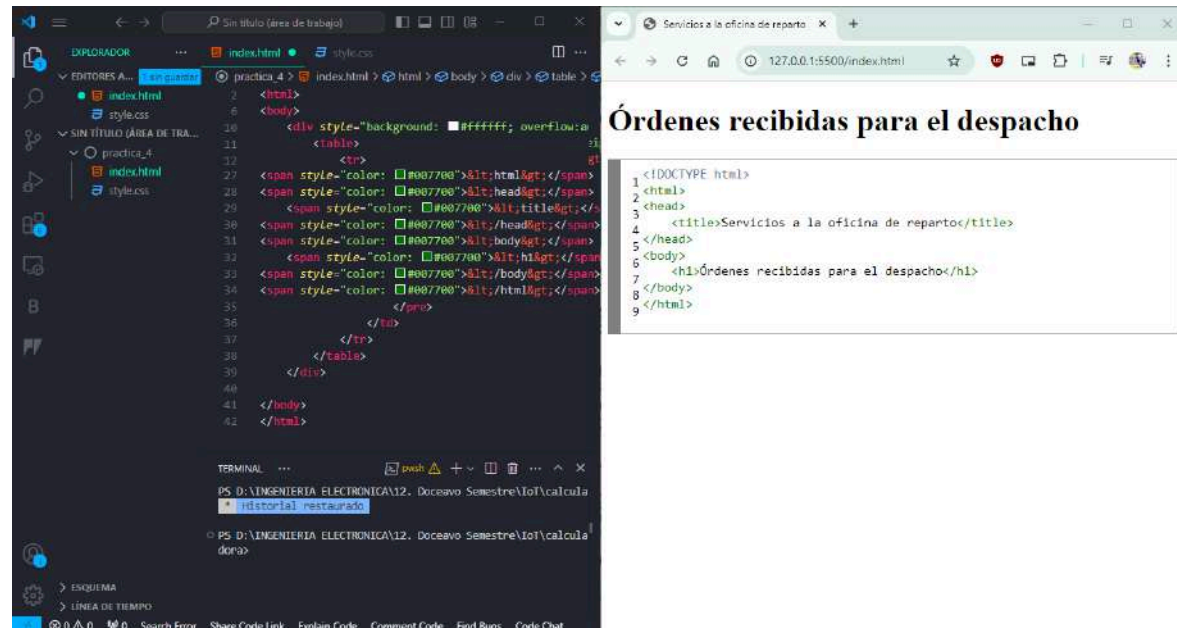 Sin título (área de trabajo)
EXPLORADOR
EDITORES A... 1 sin guardar
index.html
style.css
SIN TÍTULO (ÁREA DE TRA...
practica_4
index.html
style.css
ESQUEMA
LÍNEA DE TIEMPO
index.html
style.css
practica_4 > index.html > html > body > div > table >
2 <html>
6 <body>
10 <div style="background: #ffffff; overflow:a
11 <table>
12 <tr>
27 <span style="color: #007700">&lt;html&gt;</span>
28 <span style="color: #007700">&lt;head&gt;</span>
29 <span style="color: #007700">&lt;title&gt;</s
30 <span style="color: #007700">&lt;/head&gt;</span>
31 <span style="color: #007700">&lt;body&gt;</span>
32 <span style="color: #007700">&lt;h1&gt;</span
33 <span style="color: #007700">&lt;/body&gt;</span>
34 <span style="color: #007700">&lt;/html&gt;</span>
35 </pre>
36 </td>
37 </tr>
38 </table>
39 </div>
40
41 </body>
42 </html>
TERMINAL
pwsh
PS D:\INGENIERIA ELECTRONICA\12. Doceavo Semestre\IoT\calcula
* Historial restaurado
PS D:\INGENIERIA ELECTRONICA\12. Doceavo Semestre\IoT\calcula
dora>
0 0 0 Search Error Share Code Link Explain Code Comment Code Find Bugs Code Chat
Servicios a la oficina de reparto
127.0.0.1:5500/index.html
Órdenes recibidas para el despacho
1 <!DOCTYPE html>
2 <html>
3 <head>
4 <title>Servicios a la oficina de reparto</title>
5 </head>
6 <body>
7 <h1>Órdenes recibidas para el despacho</h1>
8 </body>
9 </html>